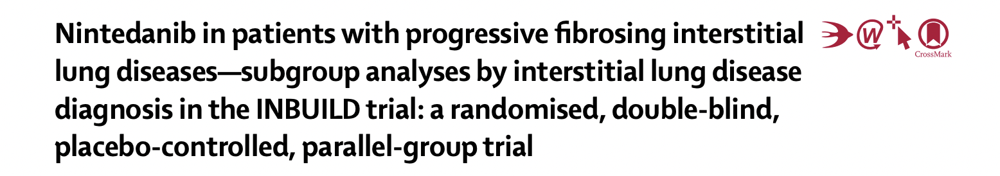 Nintedanib in patients with progressive fibrosing interstitial
lung diseases—subgroup analyses by interstitial lung disease
diagnosis in the INBUILD trial: a randomised, double-blind,
placebo-controlled, parallel-group trial
W
CrossMark